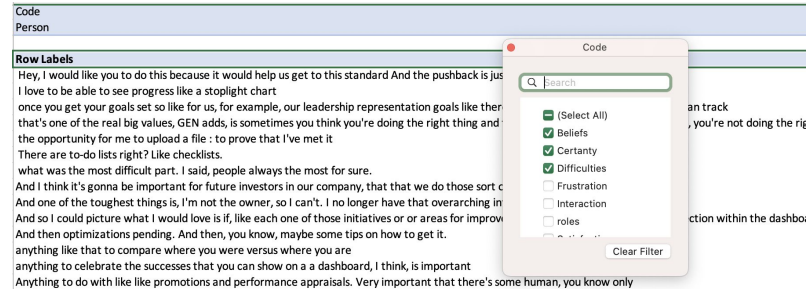 Code
Person
Row Labels
Hey, I would like you to do this because it would help us get to this standard And the pushback is jus
I love to be able to see progress like a stoplight chart
once you get your goals set so like for us, for example, our leadership representation goals like ther
an track
that's one of the real big values, GEN adds, is sometimes you think you're doing the right thing and
, you're not doing the rig
the opportunity for me to upload a file : to prove that I've met it
There are to-do lists right? Like checklists.
what was the most difficult part. I said, people always the most for sure.
And I think it's gonna be important for future investors in our company, that that we do those sort c
And one of the toughest things is, I'm not the owner, so I can't. I no longer have that overarching in
And so I could picture what I would love is if, like each one of those initiatives or or areas for improve
ction within the dashboa
And then optimizations pending. And then, you know, maybe some tips on how to get it.
anything like that to compare where you were versus where you are
anything to celebrate the successes that you can show on a a dashboard, I think, is important
Anything to do with like like promotions and performance appraisals. Very important that there's some human, you know only
Code
Search
(Select All)
Beliefs
Certanty
Difficulties
Frustration
Interaction
roles
Clear Filter